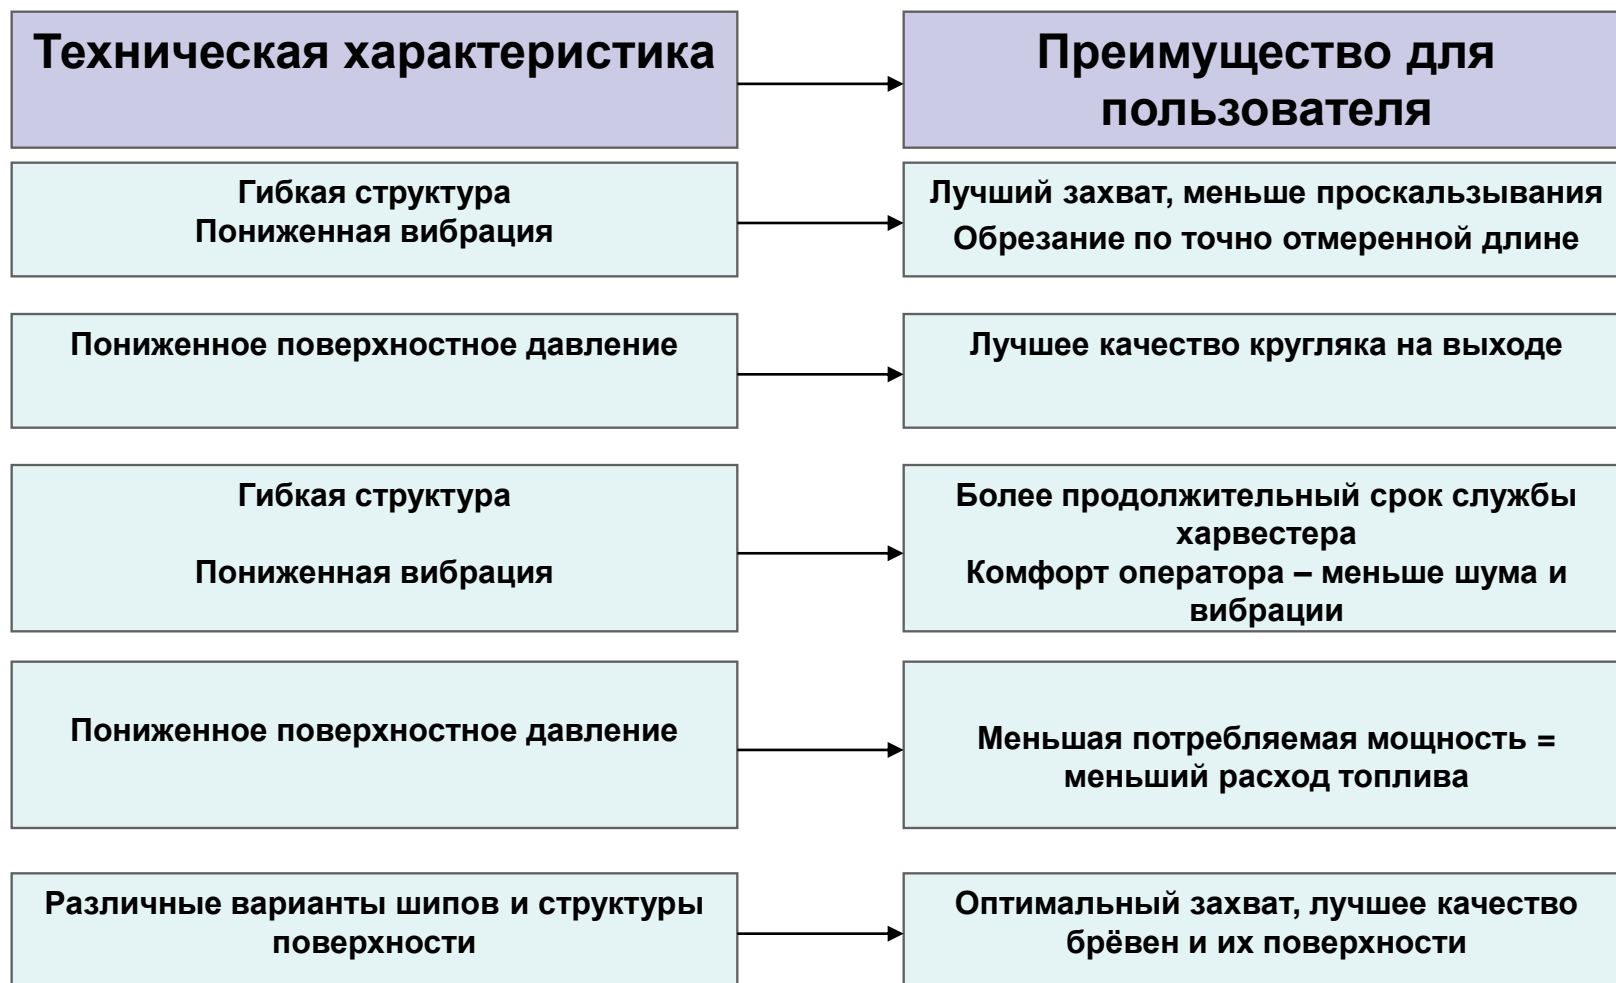 Техническая характеристика
Преимущество для
пользователя
Гибкая структура
Пониженная вибрация
Лучший захват, меньше проскальзывания
Обрезание по точно отмеренной длине
Пониженное поверхностное давление
Лучшее качество кругляка на выходе
Гибкая структура
Пониженная вибрация
Более продолжительный срок службы
харвестера
Комфорт оператора – меньше шума и
вибрации
Пониженное поверхностное давление
Меньшая потребляемая мощность =
меньший расход топлива
Различные варианты шипов и структуры
поверхности
Оптимальный захват, лучшее качество
брёвен и их поверхности